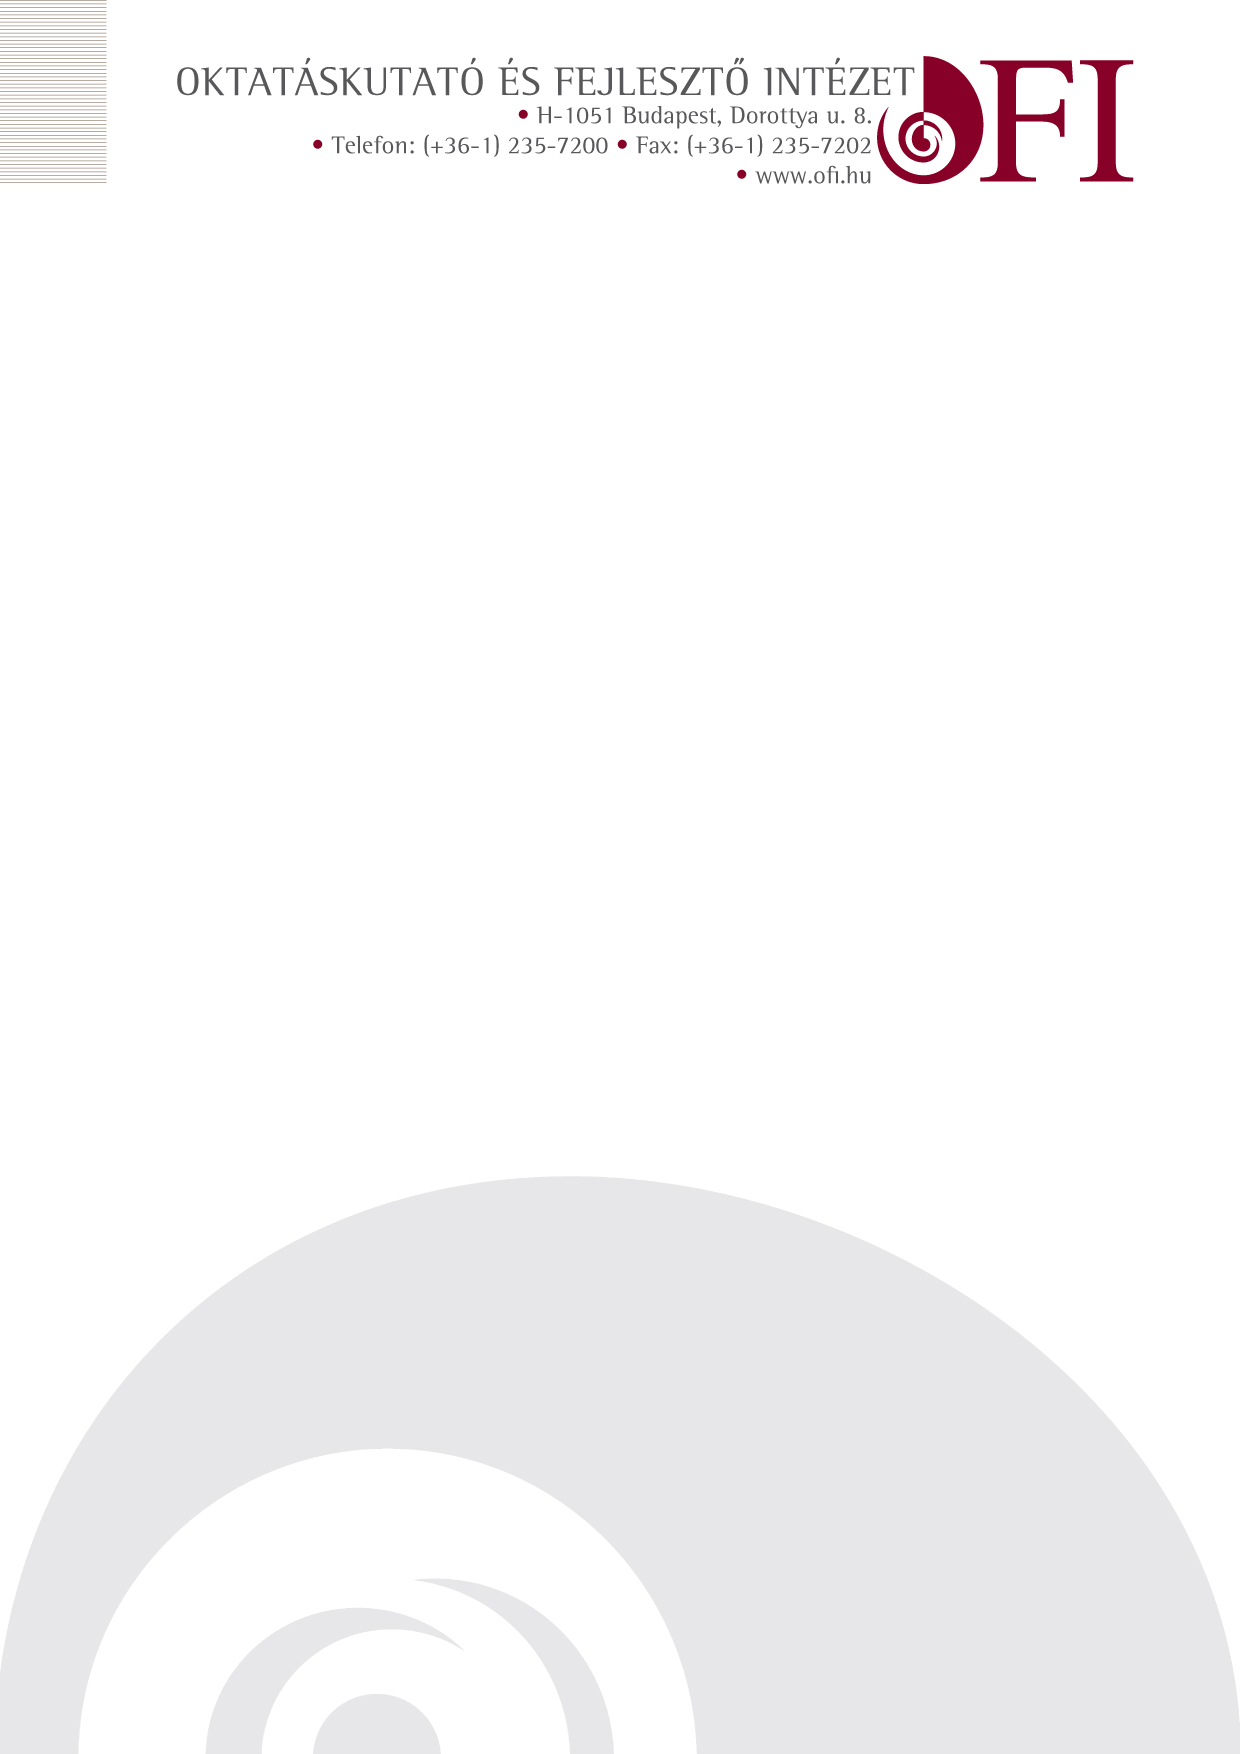 OKTATÁSKUTATÓ ÉS FEJLESZTŐ INTÉZET
• H-1051 Budapest, Dorottya u. 8.
• Telefon: (+36-1) 235-7200 • Fax: (+36-1) 235-7202
• www.ofi.hu
OFI